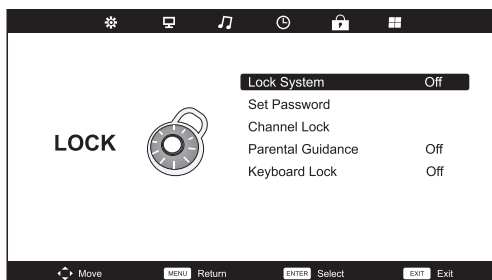 Lock System Off
Set Password
Channel Lock
LOCK
Parental Guidance Off
Keyboard Lock Off
Move MENU Return ENTER Select EXIT Exit